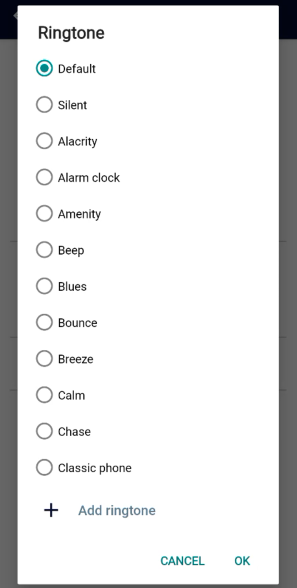 Ringtone
Default
Silent
Alacrity
Alarm clock
Amenity
Beep
Blues
Bounce
Breeze
Calm
Chase
Classic phone
Add ringtone
CANCEL OK